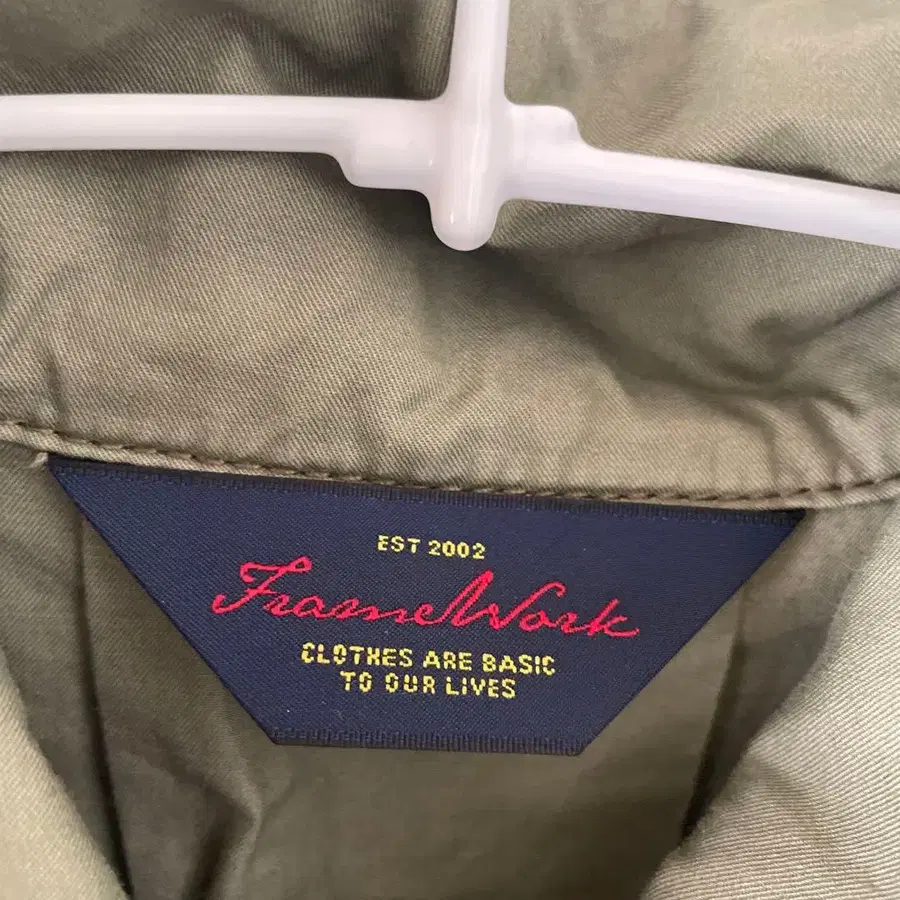 EST 2002
FrameWork
CLOTHES ARE BASIC
TO OUR LIVES